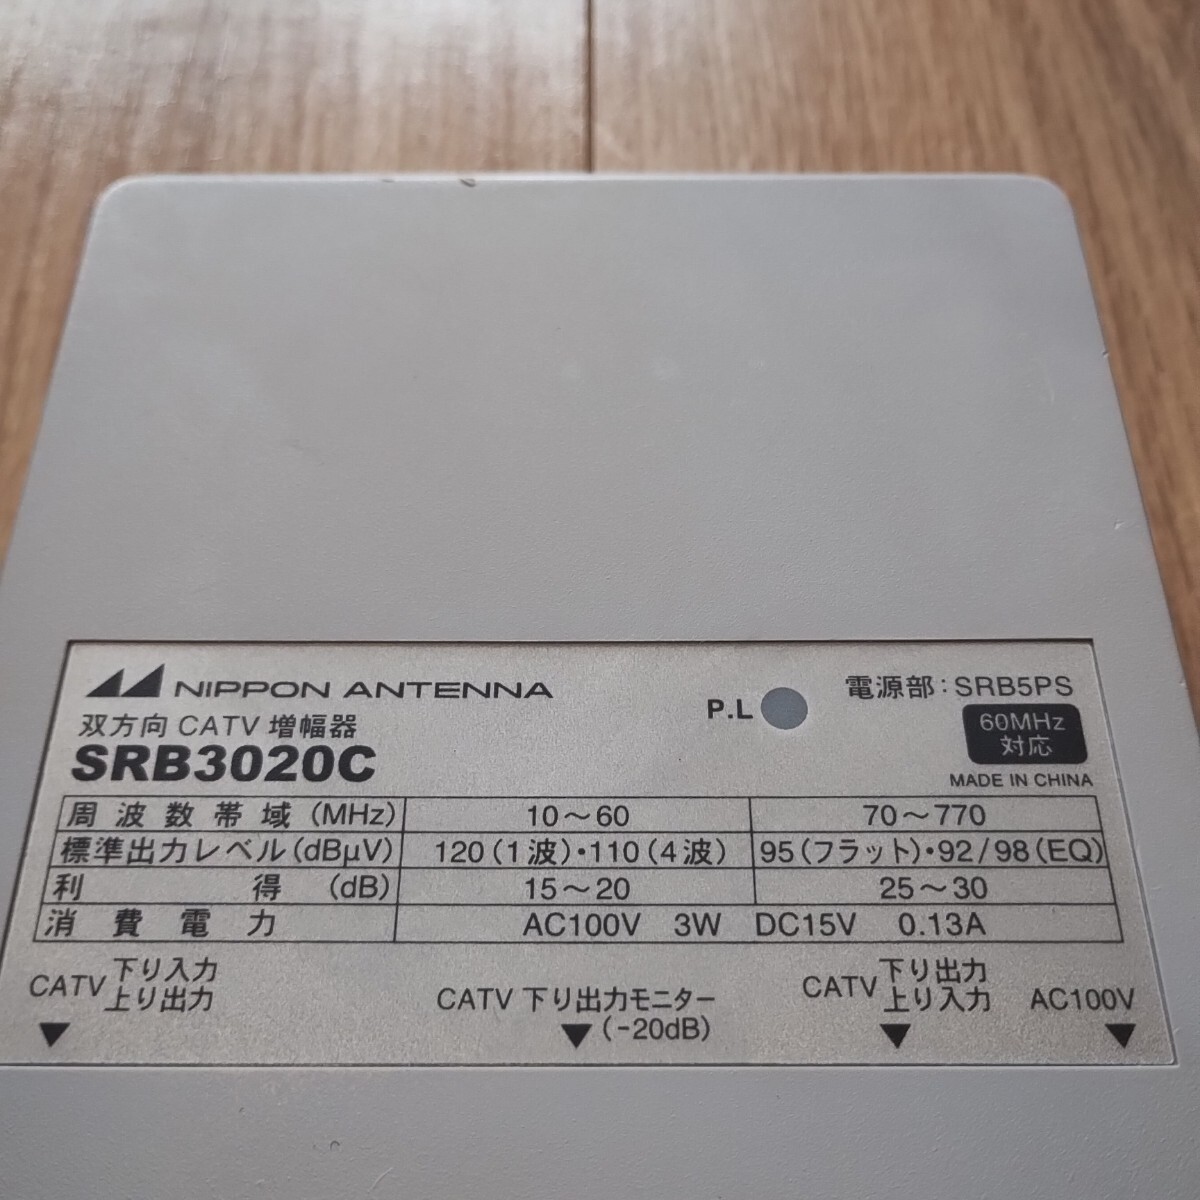 NIPPON ANTENNA
双方向 CATV 増幅器
SRB3020C
P.L
電源部：SRB5PS
60MHz
対応
MADE IN CHINA
周波数帯域（MHz） 10～60 70～770
標準出力レベル（dBμV） 120（1波）・110（4波） 95（フラット）・92/98（EQ）
利得（dB） 15～20 25～30
消費電力 AC100V 3W DC15V 0.13A
CATV 下り入力
上り出力
CATV 下り出力モニター
▼（-20dB）
CATV 下り出力
上り入力
AC100V